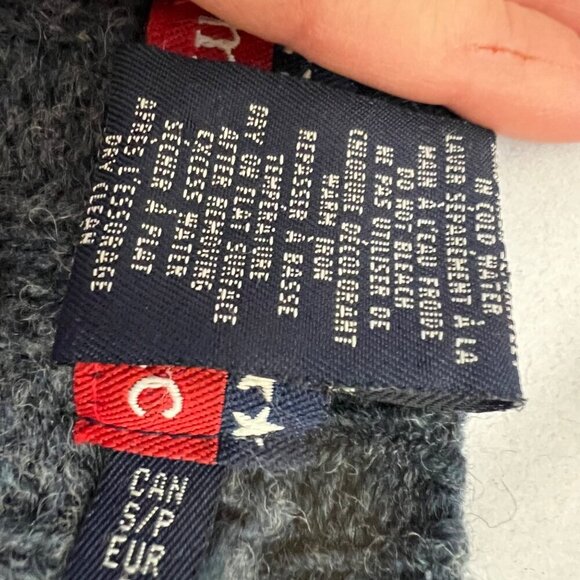 IN COLD WATER
LAVER SÉPARÉMENT À LA
MAIN À L'EAU FROIDE
DO NOT BLEACH
NE PAS UTILISER DE
CHLORURE DÉCOLORANT
WARM IRON
REPASSER À BASSE
TEMPÉRATURE
DRY ON FLAT SURFACE
AFTER REMOVING
EXCESS WATER
SÉCHER À PLAT
APRÈS L'ESSORAGE
DRY CLEAN
C
CAN
S/P
EUR